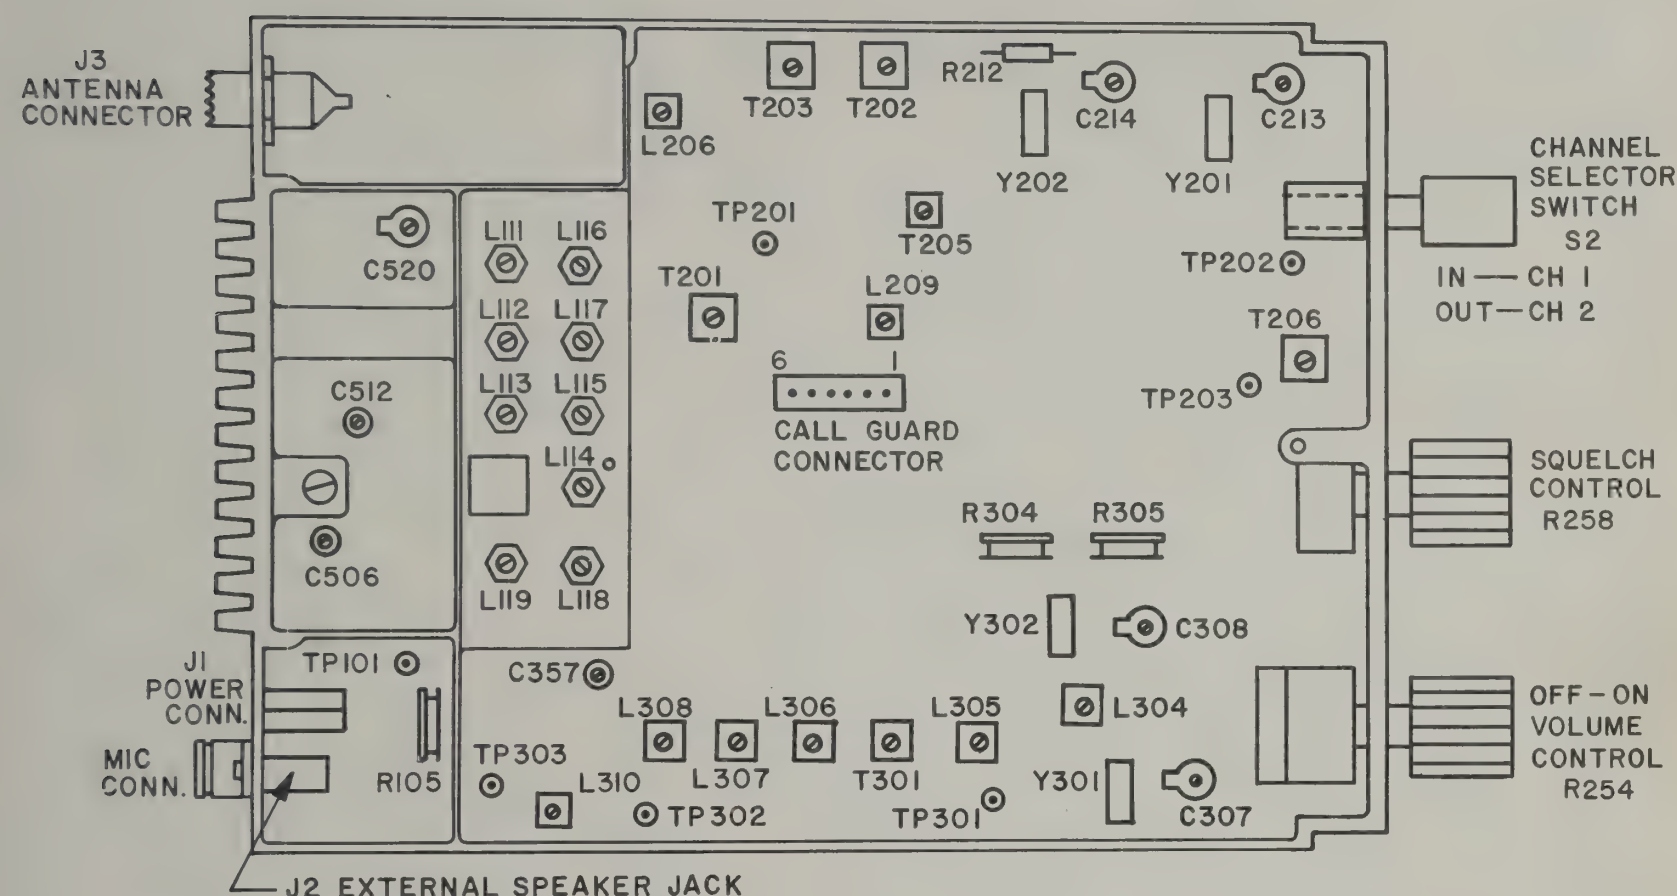 J3
ANTENNA
CONNECTOR
T203
T202
R212
C214
C213
L206
Y202
Y201
CHANNEL
SELECTOR
SWITCH
S2
IN — CH 1
OUT — CH 2
C520
L111
L116
TP201
T205
TP202
T201
L209
L112
L117
T206
6
1
L113
L115
C512
TP203
CALL GUARD
CONNECTOR
L114
SQUELCH
CONTROL
R258
R304
R305
C506
L119
L118
Y302
C308
J1
POWER
CONN.
TP101
C357
L308
L306
L305
L304
OFF-ON
VOLUME
CONTROL
R254
MIC
CONN.
R105
TP303
L310
L307
T301
Y301
TP302
TP301
C307
J2 EXTERNAL SPEAKER JACK